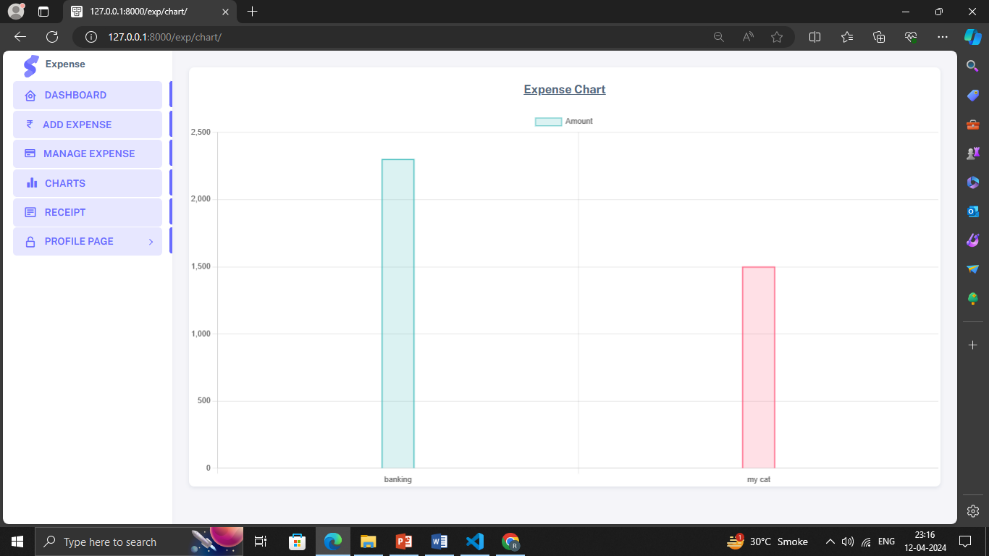 127.0.0.1:8000/exp/chart/
127.0.0.1:8000/exp/chart/
Expense
DASHBOARD
₹ ADD EXPENSE
MANAGE EXPENSE
CHARTS
RECEIPT
PROFILE PAGE
Expense Chart
Amount
2,500
2,000
1,500
1,000
500
0
banking
my cat
Type here to search
30°C Smoke
ENG
23:16
12-04-2024